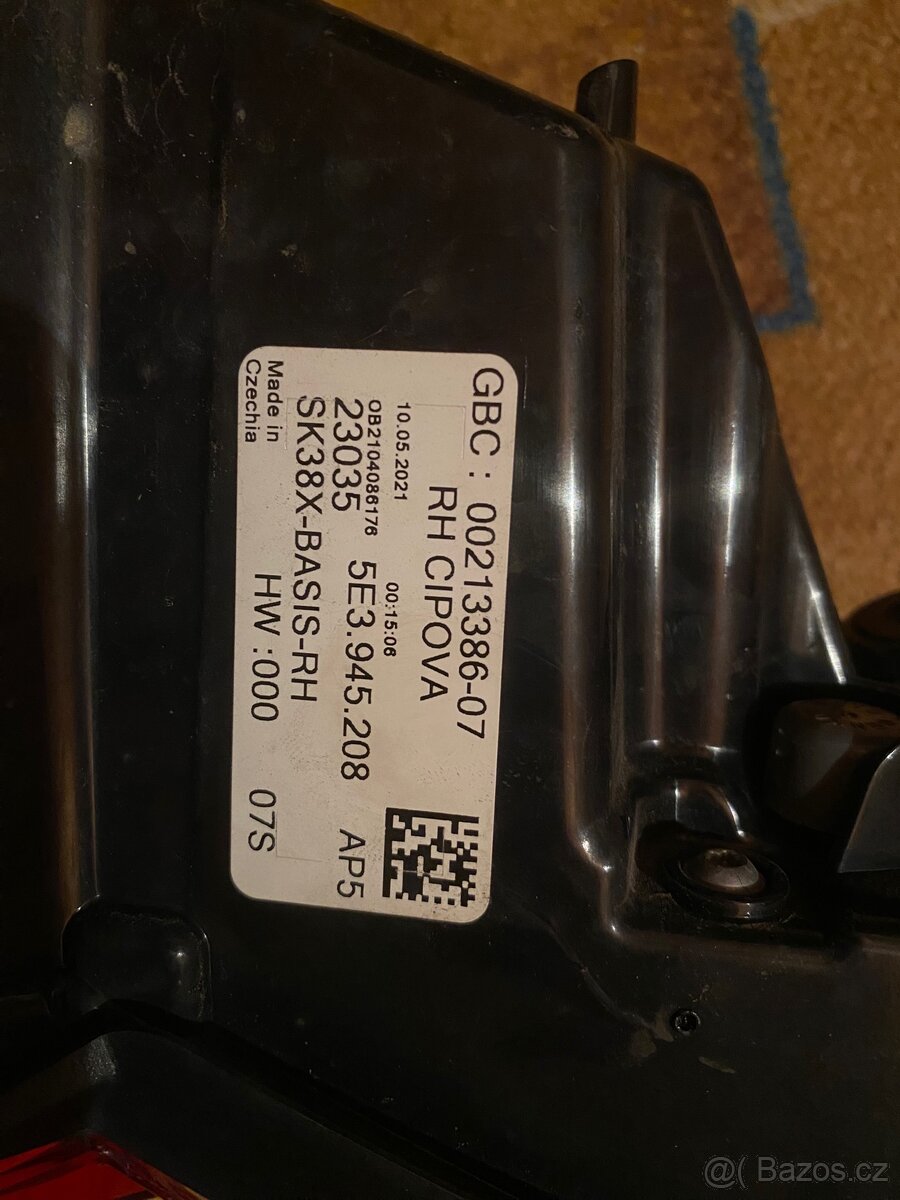 GBC: 00213386-07
RH CIPOVA
10.05.2021 00:15:06
OB2104086176
23035 5E3.945.208 AP5
SK38X-BASIS-RH
Made in
Czechia
HW:000 07S
@( Bazos.cz